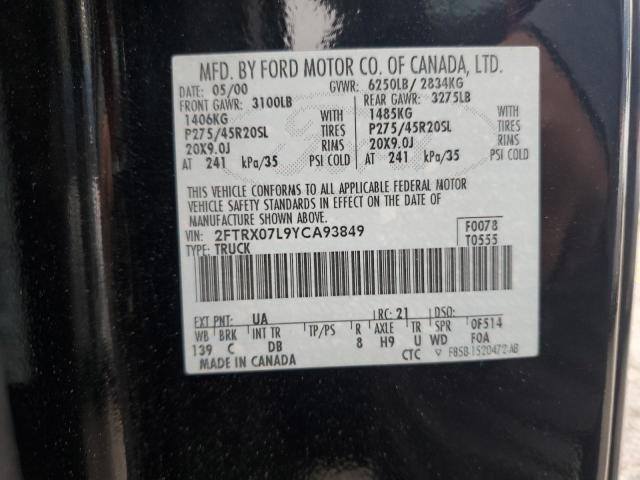 MFD. BY FORD MOTOR CO. OF CANADA, LTD.
DATE: 05/00 GVWR: 6250LB/ 2834KG
FRONT GAWR: 3100LB REAR GAWR: 3275LB
1406KG WITH 1485KG WITH
P275/45R20SL TIRES P275/45R20SL TIRES
20X9.0J RIMS 20X9.0J RIMS
AT 241 kPa/35 PSI COLD AT 241 kPa/35 PSI COLD
THIS VEHICLE CONFORMS TO ALL APPLICABLE FEDERAL MOTOR
VEHICLE SAFETY STANDARDS IN EFFECT ON THE DATE OF
MANUFACTURE SHOWN ABOVE.
VIN: 2FTRX07L9YCA93849 F0078
TYPE: TRUCK T0555
EXT PNT: UA RC: 21 DSO:
WB BRK INT TR TP/PS R AXLE TR SPR 0F514
139 C DB 8 H9 U WD FOA
MADE IN CANADA CTC F85B-1520472-AB